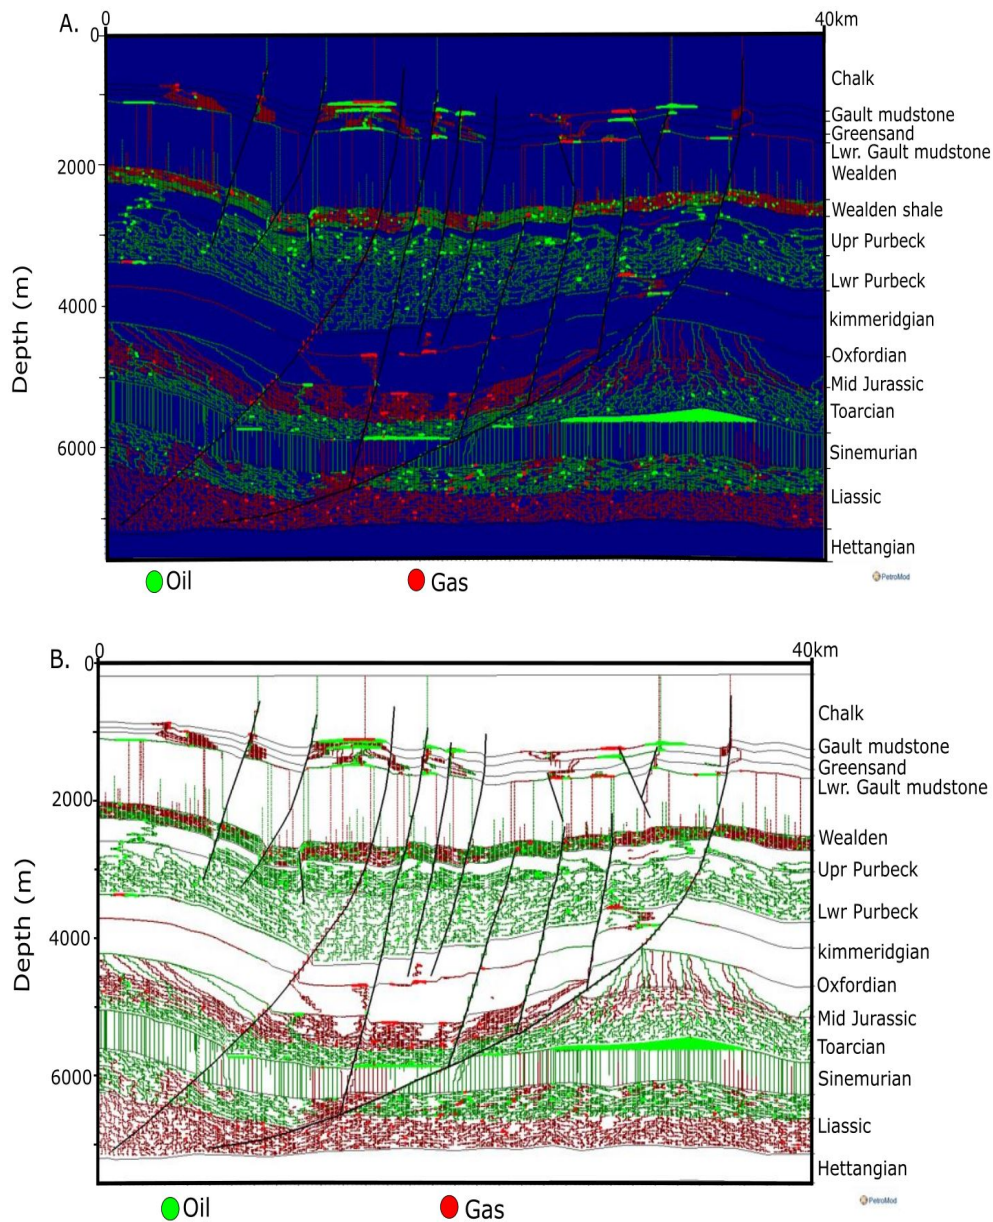 A.
0
40km
0
Chalk
Gault mudstone
Greensand
Lwr. Gault mudstone
2000
Wealden
Wealden shale
Upr Purbeck
Lwr Purbeck
Depth (m)
4000
kimmeridgian
Oxfordian
Mid Jurassic
Toarcian
6000
Sinemurian
Liassic
Hettangian
Oil
Gas
PetroMod
B.
0
40km
0
Chalk
Gault mudstone
Greensand
Lwr. Gault mudstone
2000
Wealden
Upr Purbeck
Lwr Purbeck
Depth (m)
4000
kimmeridgian
Oxfordian
Mid Jurassic
Toarcian
6000
Sinemurian
Liassic
Hettangian
Oil
Gas
PetroMod